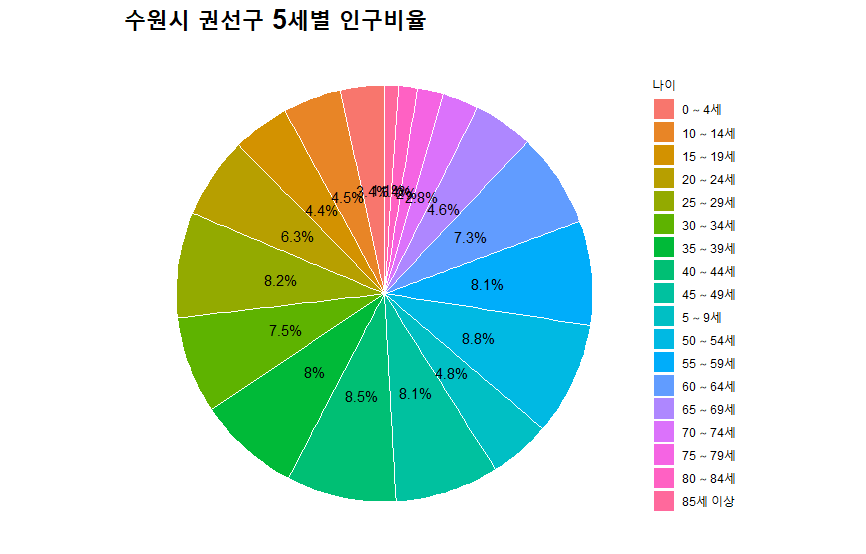 수원시 권선구 5세별 인구비율
나이
0 ~ 4세
10 ~ 14세
15 ~ 19세
20 ~ 24세
25 ~ 29세
30 ~ 34세
35 ~ 39세
40 ~ 44세
45 ~ 49세
5 ~ 9세
50 ~ 54세
55 ~ 59세
60 ~ 64세
65 ~ 69세
70 ~ 74세
75 ~ 79세
80 ~ 84세
85세 이상
3.4%
4.5%
4.4%
6.3%
8.2%
7.5%
8%
8.5%
8.1%
4.8%
8.8%
8.1%
7.3%
4.6%
2.8%